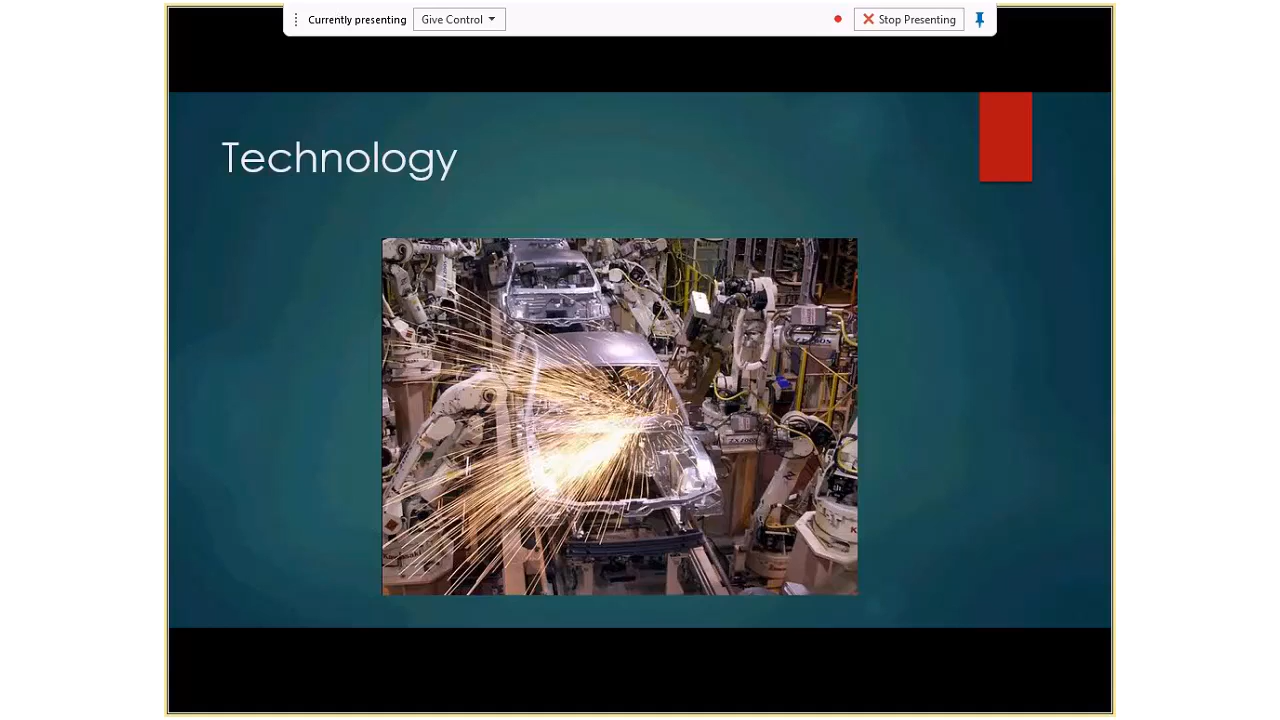 Currently presenting
Give Control
Stop Presenting
Technology